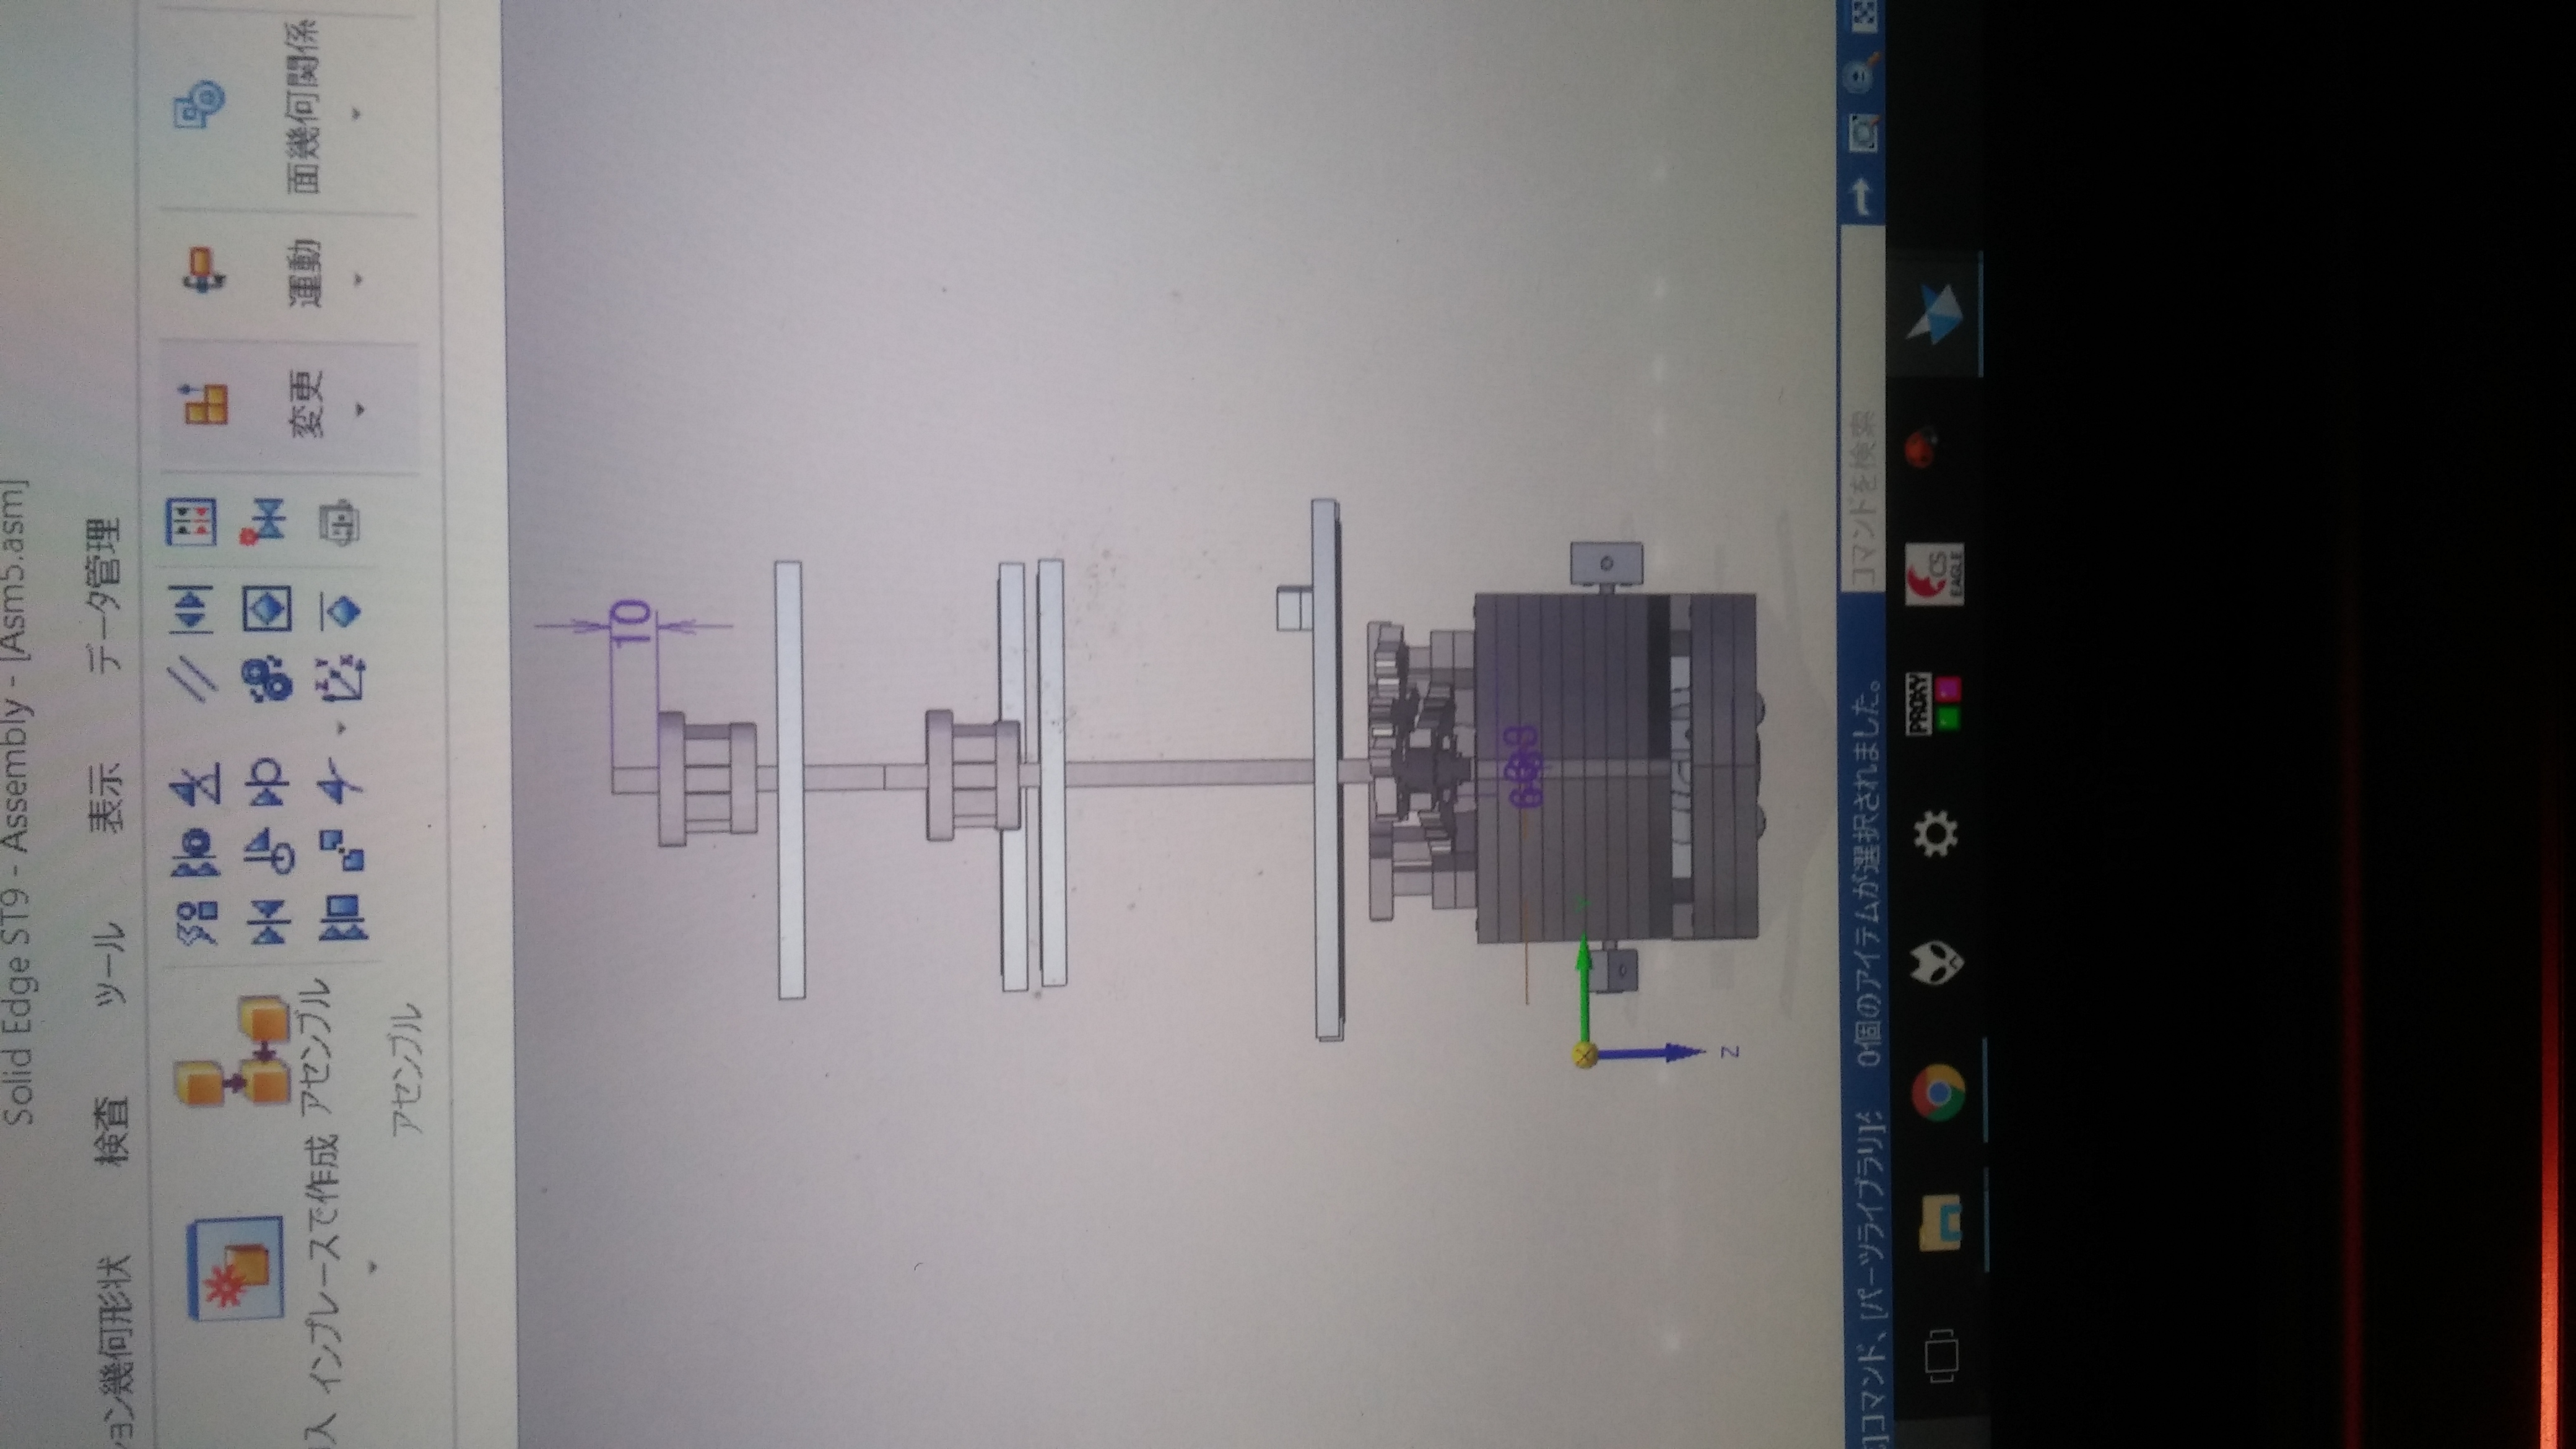 Solid Edge ST9 - Assembly - [Asm5.asm]
ション幾何形状 検査 ツール 表示 データ管理
入 インプレースで作成 アセンブル 変更 運動 面幾何関係
アセンブル
10
Z
]コマンド、[パーツライブラリ] 0個のアイテムが選択されました。 コマンドを検索
PROXY
CS
EAGLE